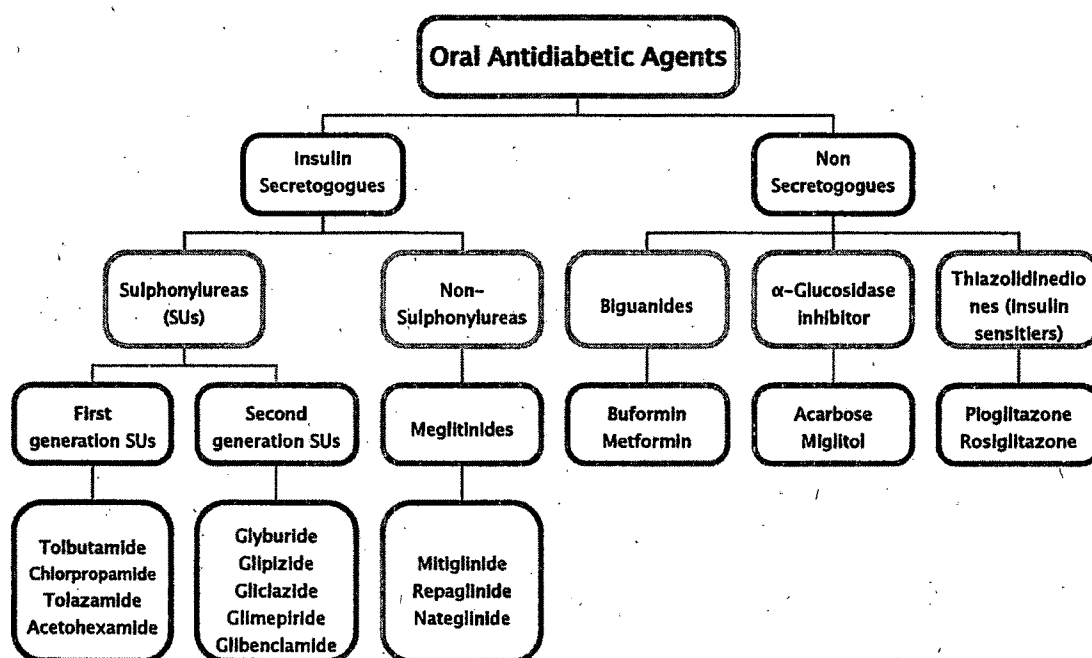 Oral Antidiabetic Agents
Insulin
Secretogogues
Non
Secretogogues
Sulphonylureas
(SUs)
Non-
Sulphonylureas
Biguanides
α-Glucosidase
inhibitor
Thiazolidinedio
nes (Insulin
sensitiers)
First
generation SUs
Second
generation SUs
Meglitinides
Buformin
Metformin
Acarbose
Miglitol
Pioglitazone
Rosiglitazone
Tolbutamide
Chlorpropamide
Tolazamide
Acetohexamide
Glyburide
Glipizide
Gliclazide
Glimepiride
Glibenclamide
Mitiglinide
Repaglinide
Nateglinide